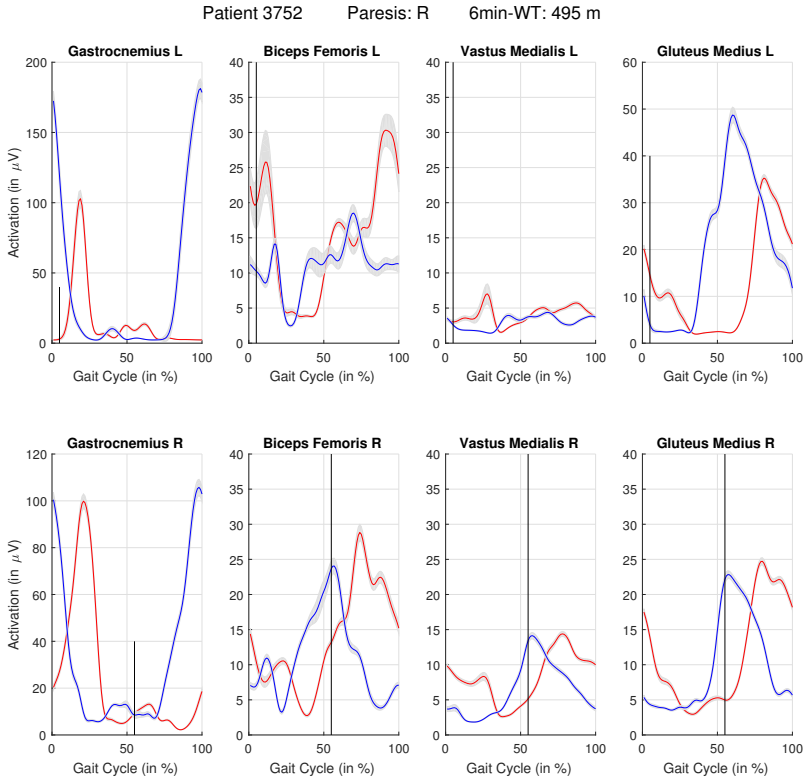 Patient 3752 Paresis: R 6min-WT: 495 m
Gastrocnemius L Biceps Femoris L Vastus Medialis L Gluteus Medius L
200 40 40 60
35 35
150 30 30 50
25 25 40
100 20 20 30
15 15
50 10 10 20
5 5 10
0 0 0 0
0 50 100 0 50 100 0 50 100 0 50 100
Activation (in μV)
Gait Cycle (in %) Gait Cycle (in %) Gait Cycle (in %) Gait Cycle (in %)
Gastrocnemius R Biceps Femoris R Vastus Medialis R Gluteus Medius R
120 40 40 40
100 35 35 35
80 30 30 30
25 25 25
60 20 20 20
40 15 15 15
10 10 10
20 5 5 5
0 0 0 0
0 50 100 0 50 100 0 50 100 0 50 100
Activation (in μV)
Gait Cycle (in %) Gait Cycle (in %) Gait Cycle (in %) Gait Cycle (in %)